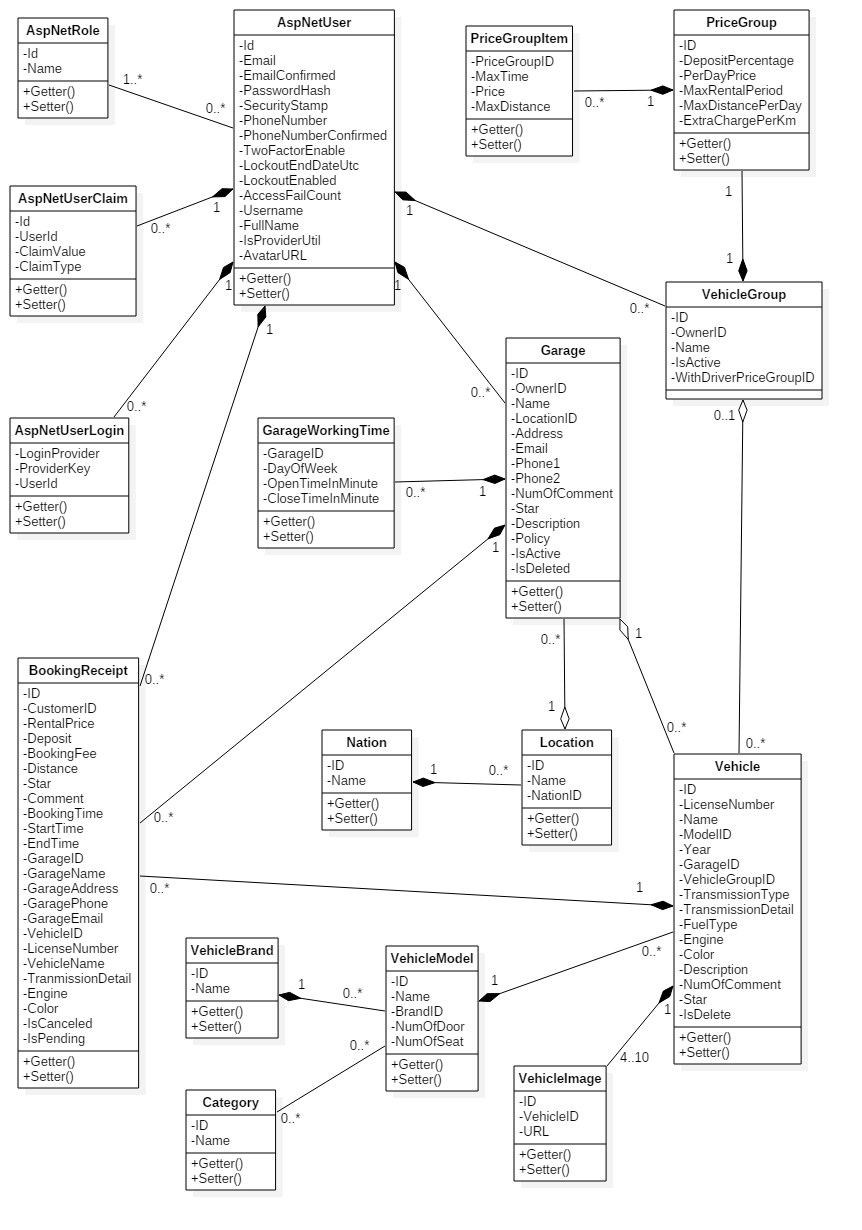 AspNetRole
-Id
-Name
+Getter()
+Setter()
1..*
0..*
AspNetUser
-Id
-Email
-EmailConfirmed
-PasswordHash
-SecurityStamp
-PhoneNumber
-PhoneNumberConfirmed
-TwoFactorEnable
-LockoutEndDateUtc
-LockoutEnabled
-AccessFailCount
-Username
-FullName
-IsProviderUtil
-AvatarURL
+Getter()
+Setter()
PriceGroupItem
-PriceGroupID
-MaxTime
-Price
-MaxDistance
+Getter()
+Setter()
0..*
1
PriceGroup
-ID
-DepositPercentage
-PerDayPrice
-MaxRentalPeriod
-MaxDistancePerDay
-ExtraChargePerKm
+Getter()
+Setter()
1
1
AspNetUserClaim
-Id
-UserId
-ClaimValue
-ClaimType
+Getter()
+Setter()
1
0..*
1
0..*
1
0..*
1
0..*
1
0..*
VehicleGroup
-ID
-OwnerID
-Name
-IsActive
-WithDriverPriceGroupID
0..1
0..*
AspNetUserLogin
-LoginProvider
-ProviderKey
-UserId
+Getter()
+Setter()
GarageWorkingTime
-GarageID
-DayOfWeek
-OpenTimeInMinute
-CloseTimeInMinute
+Getter()
+Setter()
0..*
1
Garage
-ID
-OwnerID
-Name
-LocationID
-Address
-Email
-Phone1
-Phone2
-NumOfComment
-Star
-Description
-Policy
-IsActive
-IsDeleted
+Getter()
+Setter()
1
0..*
0..*
1
1
0..*
BookingReceipt
-ID
-CustomerID
-RentalPrice
-Deposit
-BookingFee
-Distance
-Star
-Comment
-BookingTime
-StartTime
-EndTime
-GarageID
-GarageName
-GarageAddress
-GaragePhone
-GarageEmail
-VehicleID
-LicenseNumber
-VehicleName
-TranmissionDetail
-Engine
-Color
-IsCanceled
-IsPending
+Getter()
+Setter()
0..*
1
Nation
-ID
-Name
+Getter()
+Setter()
1
0..*
Location
-ID
-Name
-NationID
+Getter()
+Setter()
Vehicle
-ID
-LicenseNumber
-Name
-ModelID
-Year
-GarageID
-VehicleGroupID
-TransmissionType
-TransmissionDetail
-FuelType
-Engine
-Color
-Description
-NumOfComment
-Star
-IsDelete
+Getter()
+Setter()
VehicleBrand
-ID
-Name
+Getter()
+Setter()
1
0..*
VehicleModel
-ID
-Name
-BrandID
-NumOfDoor
-NumOfSeat
+Getter()
+Setter()
1
0..*
0..*
0..*
1
4..10
Category
-ID
-Name
+Getter()
+Setter()
VehicleImage
-ID
-VehicleID
-URL
+Getter()
+Setter()